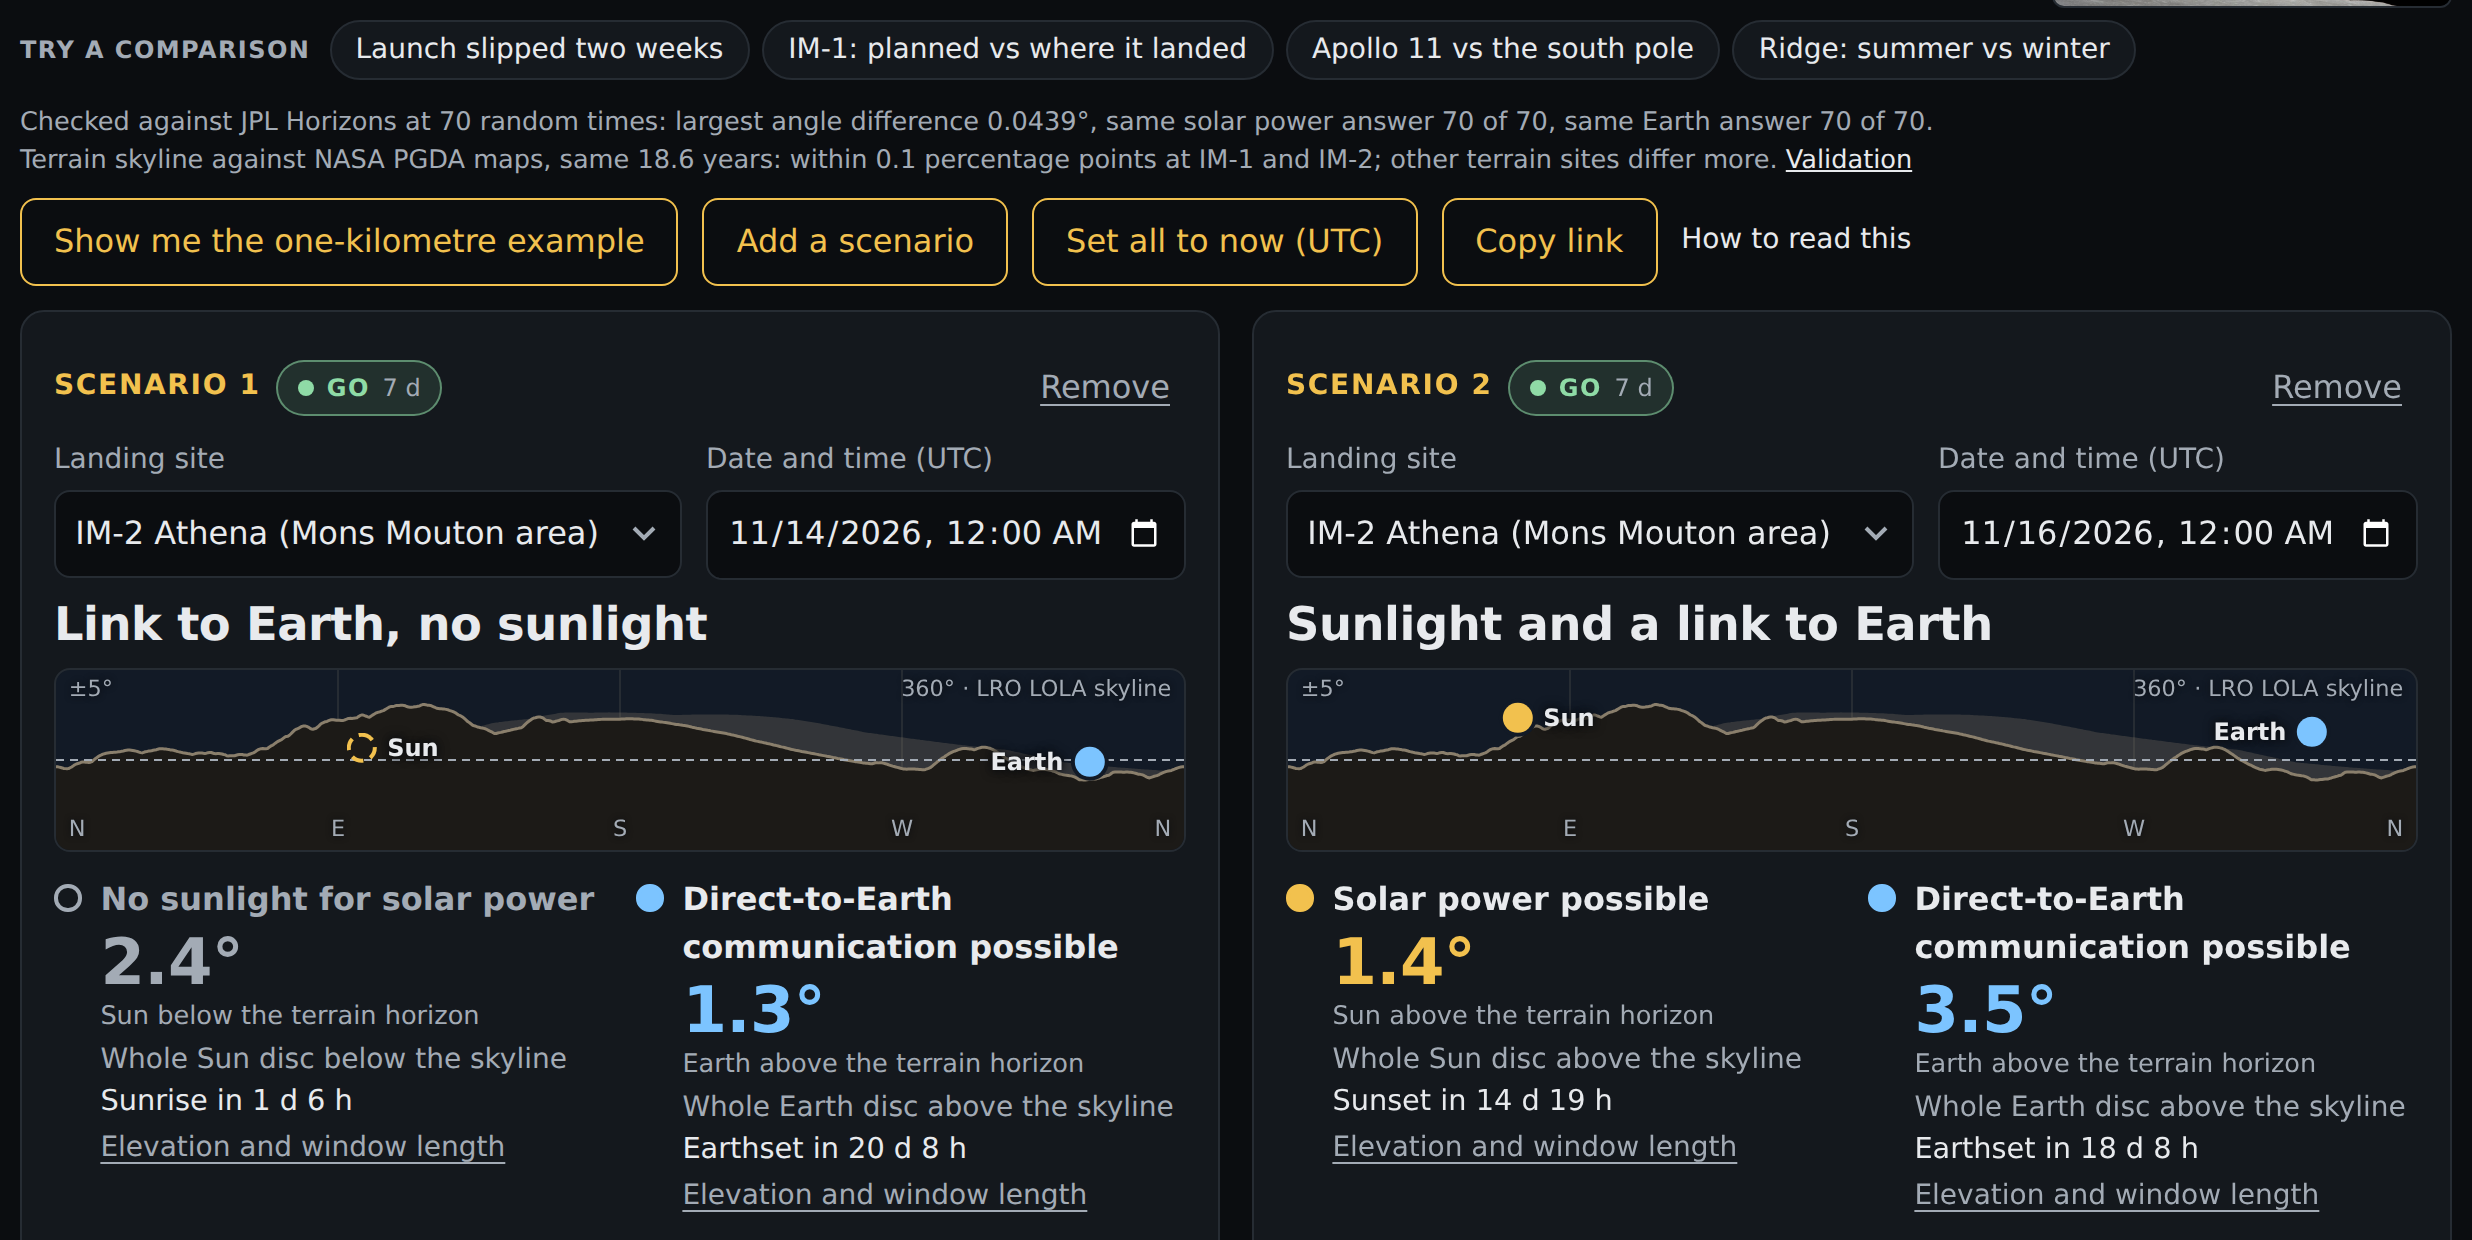 TRY A COMPARISON Launch slipped two weeks IM-1: planned vs where it landed Apollo 11 vs the south pole Ridge: summer vs winter
Checked against JPL Horizons at 70 random times: largest angle difference 0.0439°, same solar power answer 70 of 70, same Earth answer 70 of 70.
Terrain skyline against NASA PGDA maps, same 18.6 years: within 0.1 percentage points at IM-1 and IM-2; other terrain sites differ more. Validation
Show me the one-kilometre example Add a scenario Set all to now (UTC) Copy link How to read this
SCENARIO 1 GO 7 d Remove
Landing site Date and time (UTC)
IM-2 Athena (Mons Mouton area) 11/14/2026, 12:00 AM
Link to Earth, no sunlight
±5° 360° · LRO LOLA skyline
Sun
Earth
N E S W N
No sunlight for solar power
2.4°
Sun below the terrain horizon
Whole Sun disc below the skyline
Sunrise in 1 d 6 h
Elevation and window length
Direct-to-Earth
communication possible
1.3°
Earth above the terrain horizon
Whole Earth disc above the skyline
Earthset in 20 d 8 h
Elevation and window length
SCENARIO 2 GO 7 d Remove
Landing site Date and time (UTC)
IM-2 Athena (Mons Mouton area) 11/16/2026, 12:00 AM
Sunlight and a link to Earth
±5° 360° · LRO LOLA skyline
Sun
Earth
N E S W N
Solar power possible
1.4°
Sun above the terrain horizon
Whole Sun disc above the skyline
Sunset in 14 d 19 h
Elevation and window length
Direct-to-Earth
communication possible
3.5°
Earth above the terrain horizon
Whole Earth disc above the skyline
Earthset in 18 d 8 h
Elevation and window length